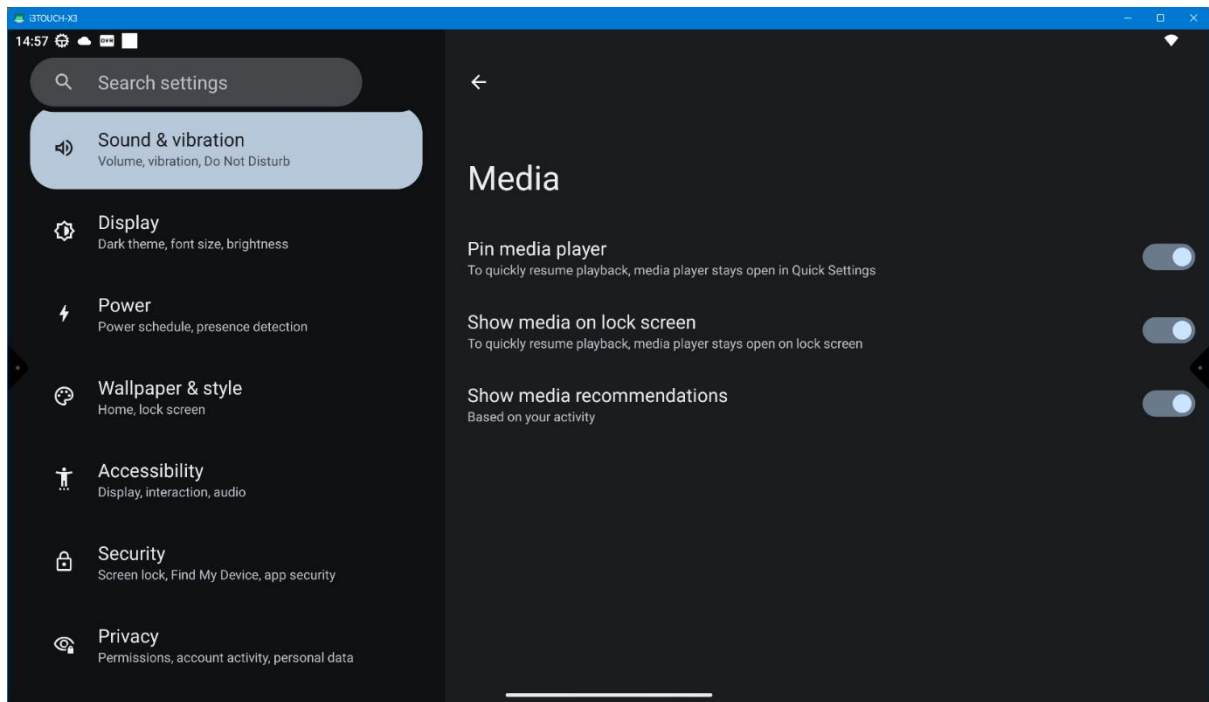 i3TOUCH-X3
14:57
Search settings
Sound & vibration
Volume, vibration, Do Not Disturb
Display
Dark theme, font size, brightness
Power
Power schedule, presence detection
Wallpaper & style
Home, lock screen
Accessibility
Display, interaction, audio
Security
Screen lock, Find My Device, app security
Privacy
Permissions, account activity, personal data
Media
Pin media player
To quickly resume playback, media player stays open in Quick Settings
Show media on lock screen
To quickly resume playback, media player stays open on lock screen
Show media recommendations
Based on your activity